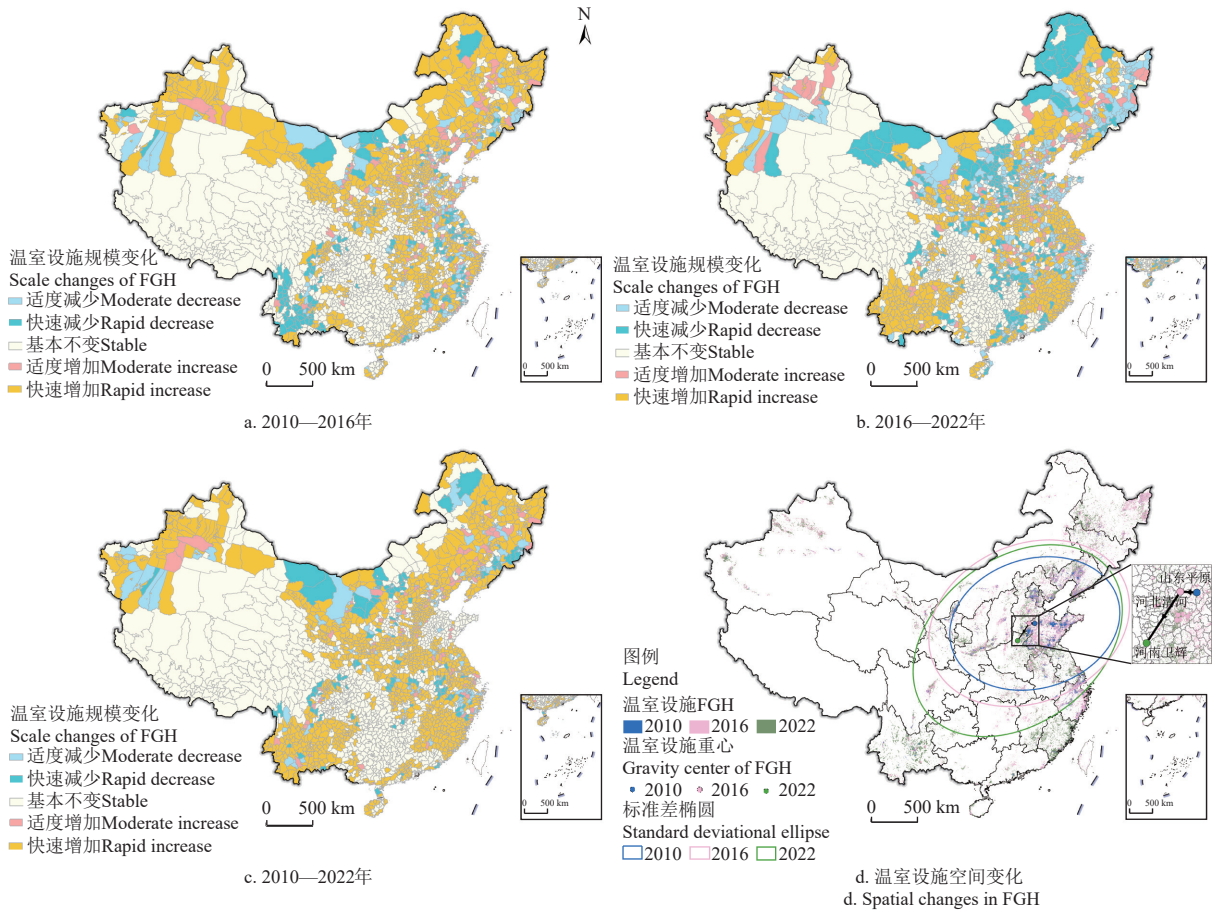 N
温室设施规模变化
Scale changes of FGH
适度减少Moderate decrease
快速减少Rapid decrease
基本不变Stable
适度增加Moderate increase
快速增加Rapid increase
0 500 km
0 500 km
a. 2010—2016年
温室设施规模变化
Scale changes of FGH
适度减少Moderate decrease
快速减少Rapid decrease
基本不变Stable
适度增加Moderate increase
快速增加Rapid increase
0 500 km
0 500 km
b. 2016—2022年
温室设施规模变化
Scale changes of FGH
适度减少Moderate decrease
快速减少Rapid decrease
基本不变Stable
适度增加Moderate increase
快速增加Rapid increase
0 500 km
0 500 km
c. 2010—2022年
山东平原
河北清河
河南卫辉
图例
Legend
温室设施FGH
2010 2016 2022
温室设施重心
Gravity center of FGH
2010 2016 2022
标准差椭圆
Standard deviational ellipse
2010 2016 2022
0 500 km
0 500 km
d. 温室设施空间变化
d. Spatial changes in FGH